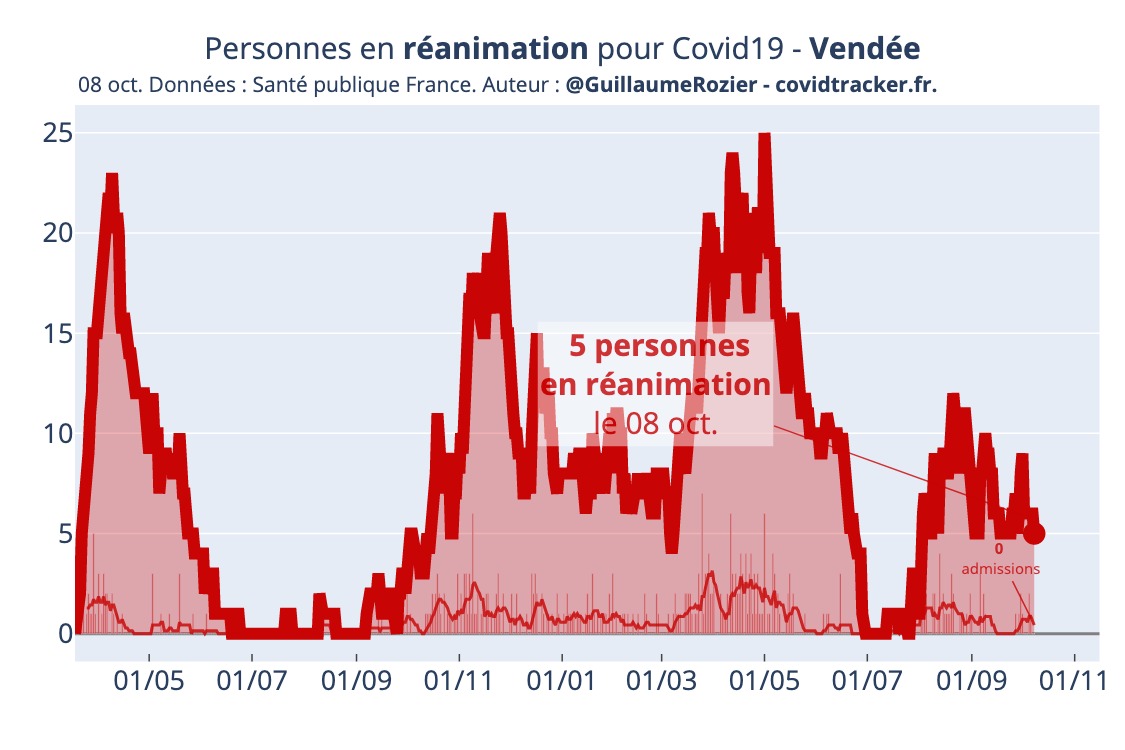 Personnes en réanimation pour Covid19 - Vendée
08 oct. Données : Santé publique France. Auteur : @GuillaumeRozier - covidtracker.fr.
25
20
15
10
5
0
5 personnes
en réanimation
le 08 oct.
0
admissions
01/05 01/07 01/09 01/11 01/01 01/03 01/05 01/07 01/09 01/11